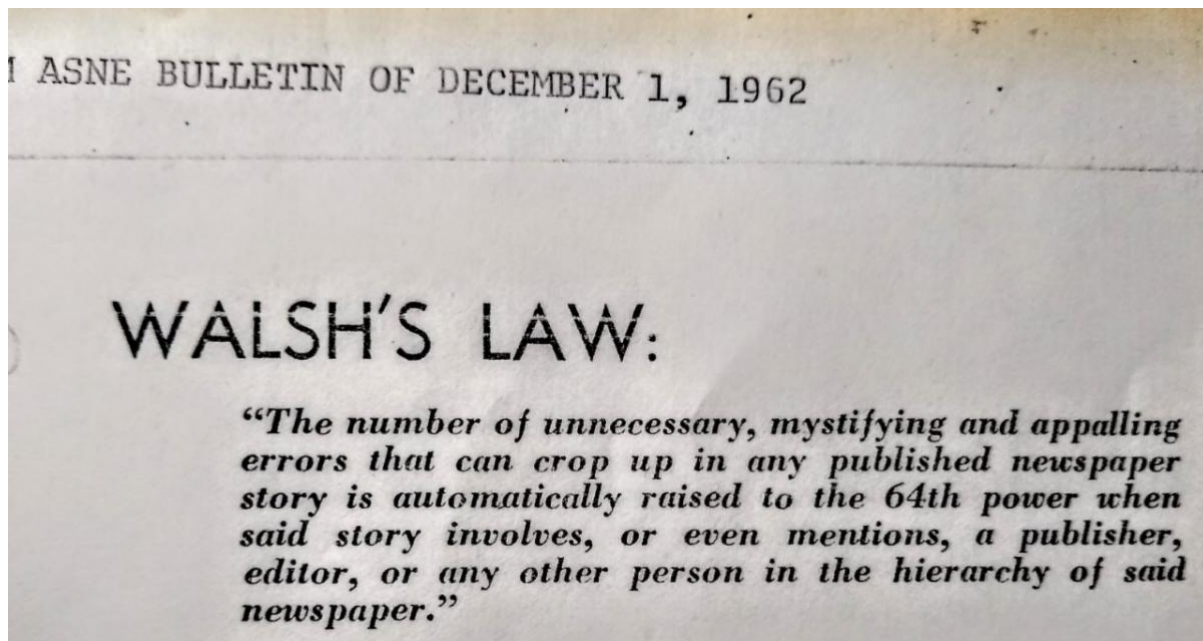 ASNE BULLETIN OF DECEMBER 1, 1962
WALSH'S LAW:
“The number of unnecessary, mystifying and appalling
errors that can crop up in any published newspaper
story is automatically raised to the 64th power when
said story involves, or even mentions, a publisher,
editor, or any other person in the hierarchy of said
newspaper.”